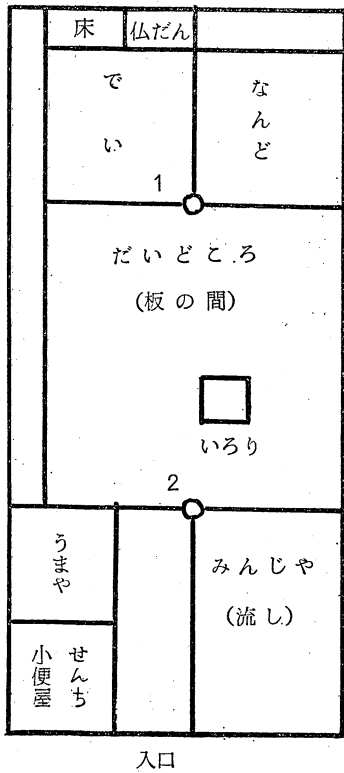 床
仏だん
でい
なんど
1
だいどころ
(板の間)
いろり
2
うまや
みんじゃ
(流し)
せんち
小便屋
入口